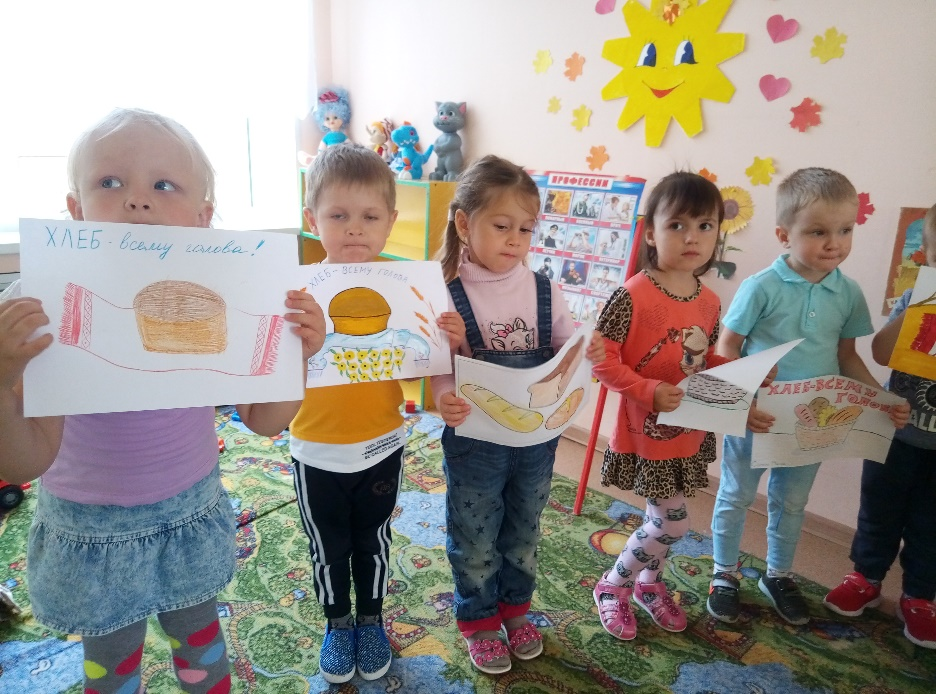 ХЛЕБ - всему голова!
ХЛЕБ - ВСЕМУ ГОЛОВА
ПРОФЕССИИ
ХЛЕБ-ВСЕМУ
ГОЛОВА